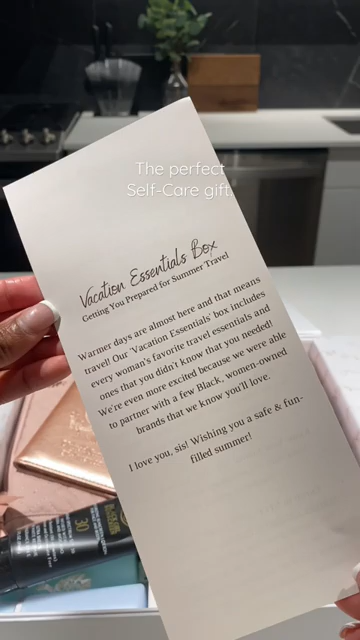 The perfect
Self-Care gift.
Vacation Essentials Box
Getting You Prepared for Summer Travel
Warmer days are almost here and that means
travel! Our 'Vacation Essentials' box includes
every woman's favorite travel essentials and
ones that you didn't know that you needed!
We're even more excited because we were able
to partner with a few Black, women-owned
brands that we know you'll love.
I love you, sis! Wishing you a safe & fun-
filled summer!
30